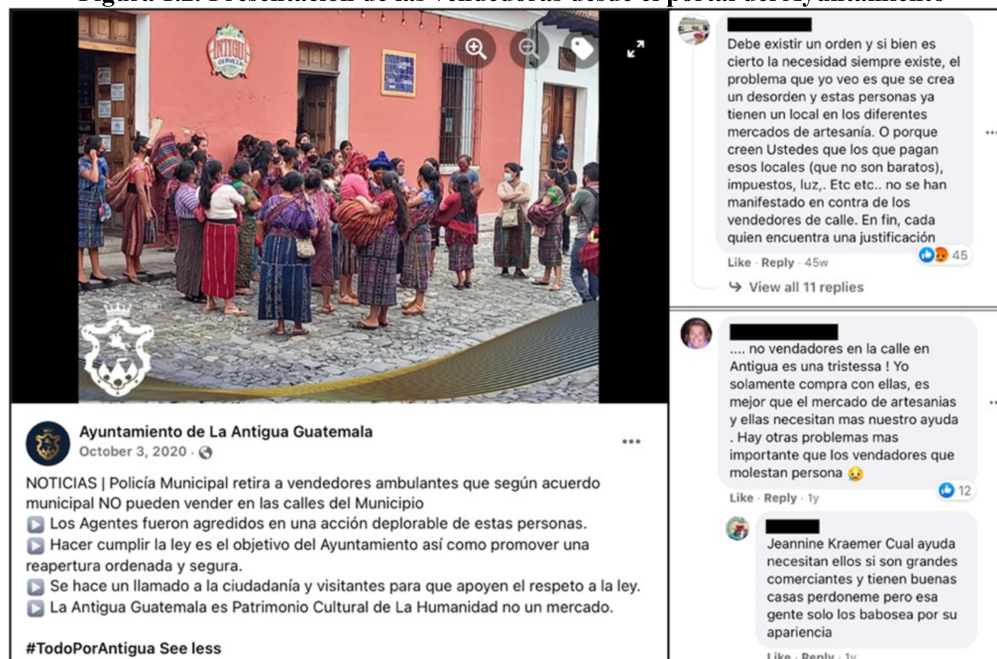 Figura 1.2. Presentación de las vendedoras desde el portal del Ayuntamiento
ANTIGUA
CERVEZA
Ayuntamiento de La Antigua Guatemala
October 3, 2020 ·
NOTICIAS | Policía Municipal retira a vendedores ambulantes que según acuerdo
municipal NO pueden vender en las calles del Municipio
Los Agentes fueron agredidos en una acción deplorable de estas personas.
Hacer cumplir la ley es el objetivo del Ayuntamiento así como promover una
reapertura ordenada y segura.
Se hace un llamado a la ciudadanía y visitantes para que apoyen el respeto a la ley.
La Antigua Guatemala es Patrimonio Cultural de La Humanidad no un mercado.
#TodoPorAntigua See less
Debe existir un orden y si bien es
cierto la necesidad siempre existe, el
problema que yo veo es que se crea
un desorden y estas personas ya
tienen un local en los diferentes
mercados de artesanía. O porque
creen Ustedes que los que pagan
esos locales (que no son baratos),
impuestos, luz,. Etc etc.. no se han
manifestado en contra de los
vendedores de calle. En fin, cada
quien encuentra una justificación
45
Like · Reply · 45w
View all 11 replies
.... no vendadores en la calle en
Antigua es una tristessa ! Yo
solamente compra con ellas, es
mejor que el mercado de artesanias
y ellas necesitan mas nuestro ayuda
. Hay otras problemas mas
importante que los vendadores que
molestan persona 😥
12
Like · Reply · 1y
Jeannine Kraemer Cual ayuda
necesitan ellos si son grandes
comerciantes y tienen buenas
casas perdoneme pero esa
gente solo los babosea por su
apariencia
Like · Reply · 1y